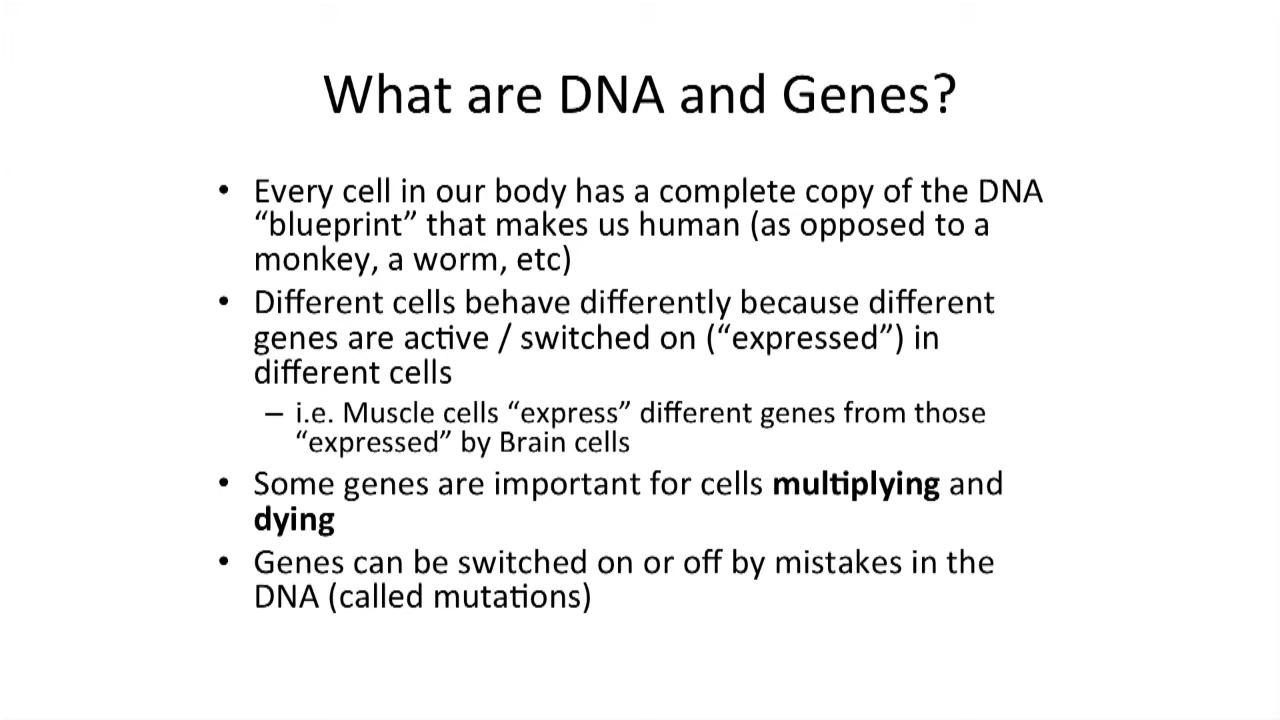 What are DNA and Genes?
• Every cell in our body has a complete copy of the DNA
“blueprint” that makes us human (as opposed to a
monkey, a worm, etc)
• Different cells behave differently because different
genes are active / switched on (“expressed”) in
different cells
– i.e. Muscle cells “express” different genes from those
“expressed” by Brain cells
• Some genes are important for cells multiplying and
dying
• Genes can be switched on or off by mistakes in the
DNA (called mutations)